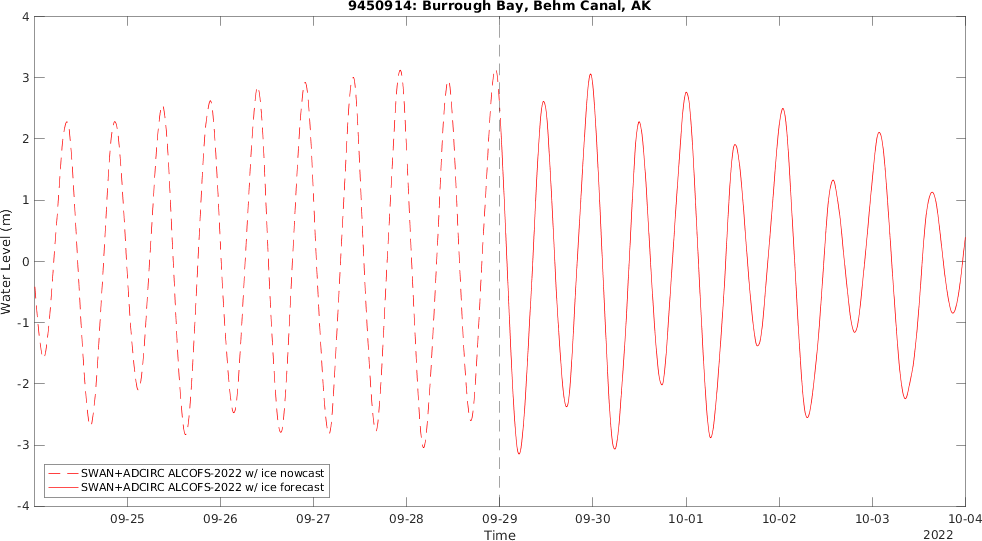 9450914: Burrough Bay, Behm Canal, AK
4
3
2
1
0
-1
-2
-3
-4
Water Level (m)
SWAN+ADCIRC ALCOFS-2022 w/ ice nowcast
SWAN+ADCIRC ALCOFS-2022 w/ ice forecast
09-25 09-26 09-27 09-28 09-29 09-30 10-01 10-02 10-03 10-04
Time
2022